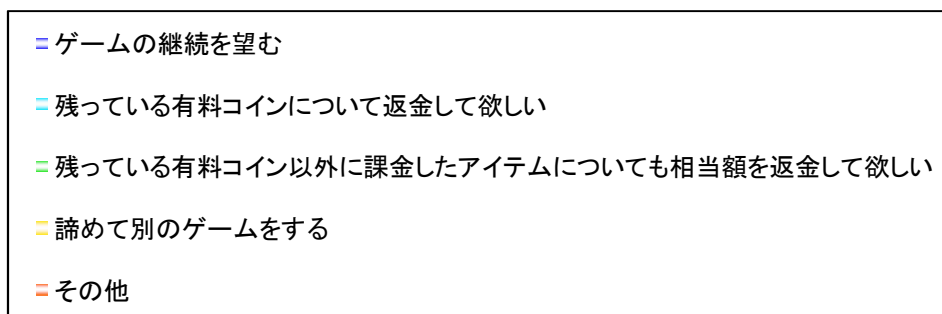 ゲームの継続を望む
残っている有料コインについて返金して欲しい
残っている有料コイン以外に課金したアイテムについても相当額を返金して欲しい
諦めて別のゲームをする
その他